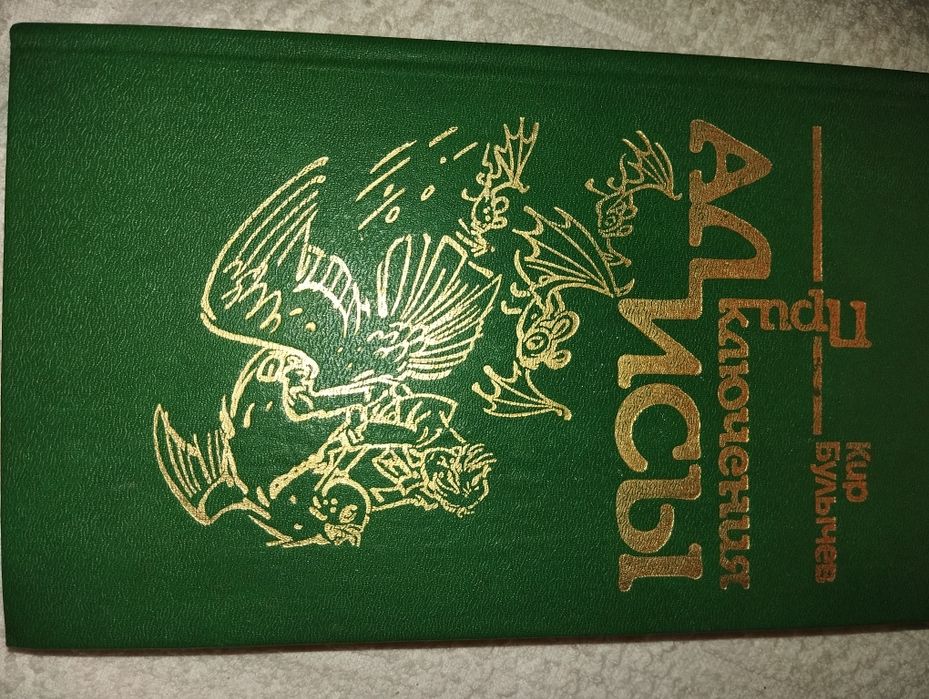 Кир
Булычев
Приключения
Алисы